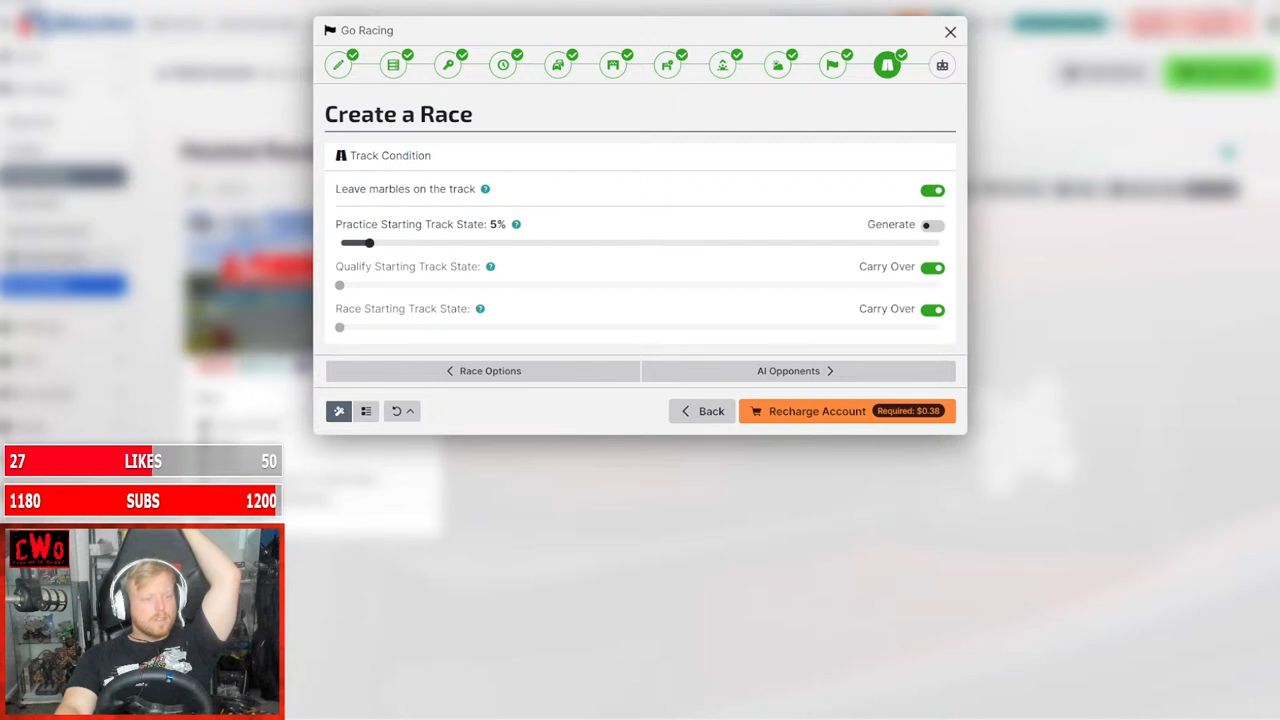 Go Racing
Create a Race
Track Condition
Leave marbles on the track ?
Practice Starting Track State: 5% ?
Generate
Qualify Starting Track State: ?
Carry Over
Race Starting Track State: ?
Carry Over
Race Options
AI Opponents
Back
Recharge Account
Required: $0.38
27 LIKES 50
1180 SUBS 1200
CWO